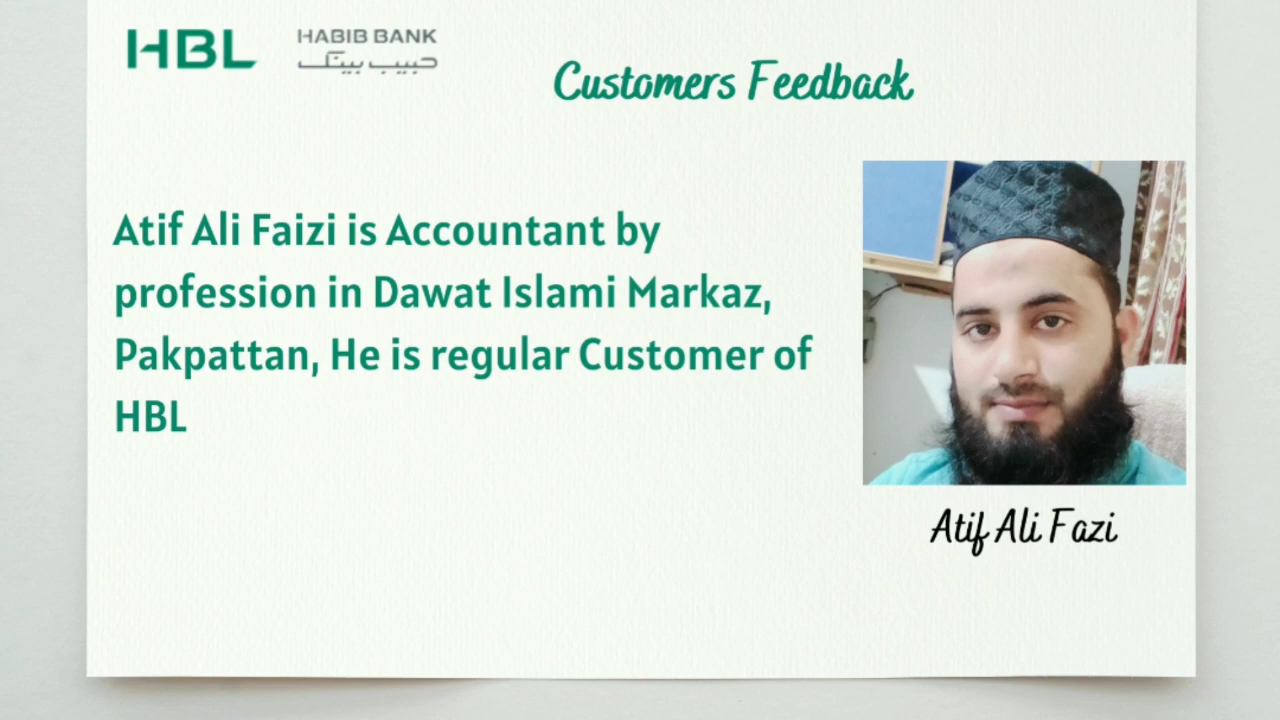 HBL
HABIB BANK
حبیب بینک
Customers Feedback
Atif Ali Faizi is Accountant by
profession in Dawat Islami Markaz,
Pakpattan, He is regular Customer of
HBL
Atif Ali Fazi